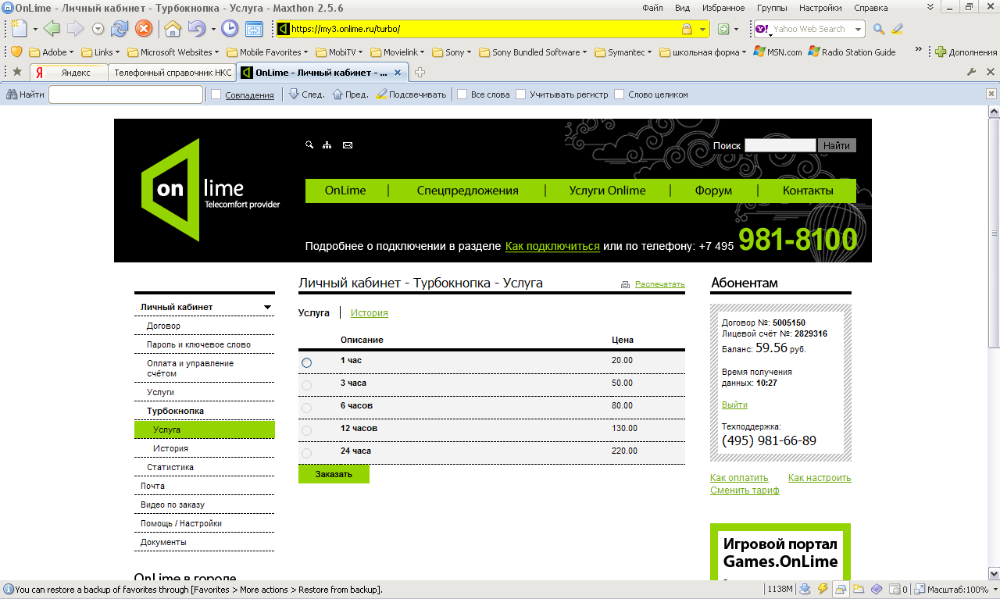 OnLime - Личный кабинет - Турбокнопка - Услуга - Maxthon 2.5.6
Файл Вид Избранное Группы Настройки Справка
https://my3.onlime.ru/turbo/
Yahoo Web Search
Adobe Links Microsoft Websites Mobile Favorites MobiTV Movielink Sony Sony Bundled Software Symantec школьная форма MSN.com Radio Station Guide » Дополнения
Яндекс
Телефонный справочник НКС
OnLime - Личный кабинет - ...
Найти Совпадения След. Пред. Подсвечивать Все слова Учитывать регистр Слово целиком
on lime
Telecomfort provider
Поиск Найти
OnLime | Спецпредложения | Услуги Onlime | Форум | Контакты
Подробнее о подключении в разделе Как подключиться или по телефону: +7 495 981-8100
Личный кабинет
Договор
Пароль и ключевое слово
Оплата и управление
счётом
Услуги
Турбокнопка
Услуга
История
Статистика
Почта
Видео по заказу
Помощь / Настройки
Документы
OnLime в городе
Личный кабинет - Турбокнопка - Услуга
Распечатать
Услуга | История
Описание Цена
1 час 20.00
3 часа 50.00
6 часов 80.00
12 часов 130.00
24 часа 220.00
Заказать
Абонентам
Договор №: 5005150
Лицевой счёт №: 2829316
Баланс: 59.56 руб.
Время получения
данных: 10:27
Выйти
Техподдержка:
(495) 981-66-89
Как оплатить Как настроить
Сменить тариф
Игровой портал
Games.OnLime
You can restore a backup of favorites through [Favorites > More actions > Restore from backup].
1138M 0 Масштаб:100%